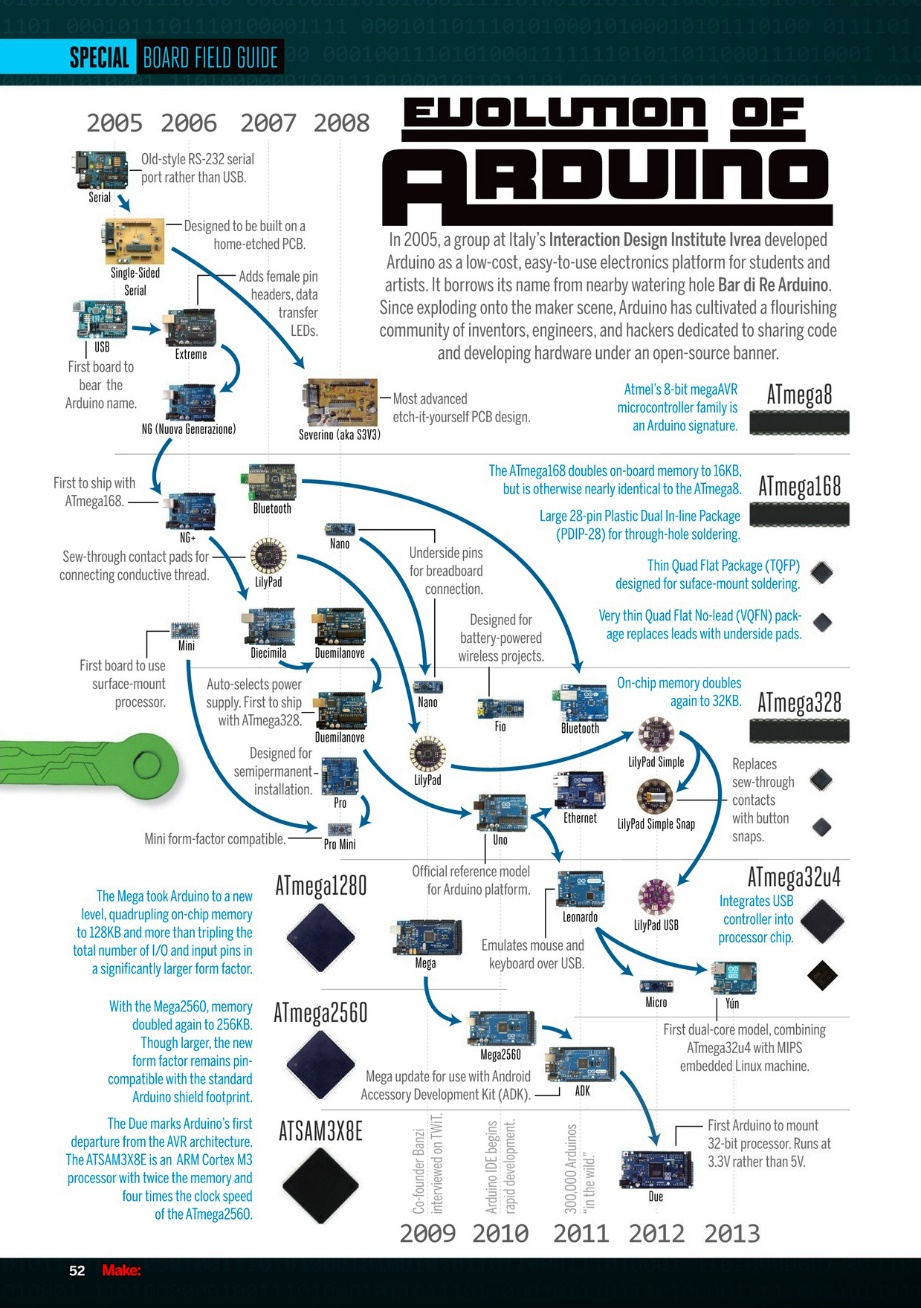 SPECIAL BOARD FIELD GUIDE
2005 2006 2007 2008
EVOLUTION OF
ARDUINO
In 2005, a group at Italy's Interaction Design Institute Ivrea developed
Arduino as a low-cost, easy-to-use electronics platform for students and
artists. It borrows its name from nearby watering hole Bar di Re Arduino.
Since exploding onto the maker scene, Arduino has cultivated a flourishing
community of inventors, engineers, and hackers dedicated to sharing code
and developing hardware under an open-source banner.
Old-style RS-232 serial
port rather than USB.
Serial
Designed to be built on a
home-etched PCB.
Single-Sided
Serial
Adds female pin
headers, data
transfer
LEDs.
USB
Extreme
First board to
bear the
Arduino name.
NG (Nuova Generazione)
Most advanced
etch-it-yourself PCB design.
Severino (aka S3V3)
Atmel's 8-bit megaAVR
microcontroller family is
an Arduino signature.
ATmega8
First to ship with
ATmega168.
NG+
Bluetooth
The ATmega168 doubles on-board memory to 16KB,
but is otherwise nearly identical to the ATmega8.
ATmega168
Large 28-pin Plastic Dual In-line Package
(PDIP-28) for through-hole soldering.
Nano
Underside pins
for breadboard
connection.
Sew-through contact pads for
connecting conductive thread.
LilyPad
Thin Quad Flat Package (TQFP)
designed for suface-mount soldering.
Very thin Quad Flat No-lead (VQFN) pack-
age replaces leads with underside pads.
Designed for
battery-powered
wireless projects.
Mini
Diecimila
Duemilanove
First board to use
surface-mount
processor.
Auto-selects power
supply. First to ship
with ATmega328.
Duemilanove
Nano
Fio
Bluetooth
On-chip memory doubles
again to 32KB.
ATmega328
Designed for
semipermanent
installation.
Pro
LilyPad
LilyPad Simple
Replaces
sew-through
contacts
with button
snaps.
LilyPad Simple Snap
Ethernet
Uno
Mini form-factor compatible.
Pro Mini
Official reference model
for Arduino platform.
ATmega32u4
Integrates USB
controller into
processor chip.
Leonardo
LilyPad USB
Emulates mouse and
keyboard over USB.
ATmega1280
The Mega took Arduino to a new
level, quadrupling on-chip memory
to 128KB and more than tripling the
total number of I/O and input pins in
a significantly larger form factor.
Mega
Micro
Yún
First dual-core model, combining
ATmega32u4 with MIPS
embedded Linux machine.
ATmega2560
With the Mega2560, memory
doubled again to 256KB.
Though larger, the new
form factor remains pin-
compatible with the standard
Arduino shield footprint.
Mega2560
Mega update for use with Android
Accessory Development Kit (ADK).
ADK
ATSAM3X8E
The Due marks Arduino's first
departure from the AVR architecture.
The ATSAM3X8E is an ARM Cortex M3
processor with twice the memory and
four times the clock speed
of the ATmega2560.
Co-founder Banzi
interviewed on TWiT.
Arduino IDE begins
rapid development.
300,000 Arduinos
"in the wild."
First Arduino to mount
32-bit processor. Runs at
3.3V rather than 5V.
Due
2009 2010 2011 2012 2013
52 Make: